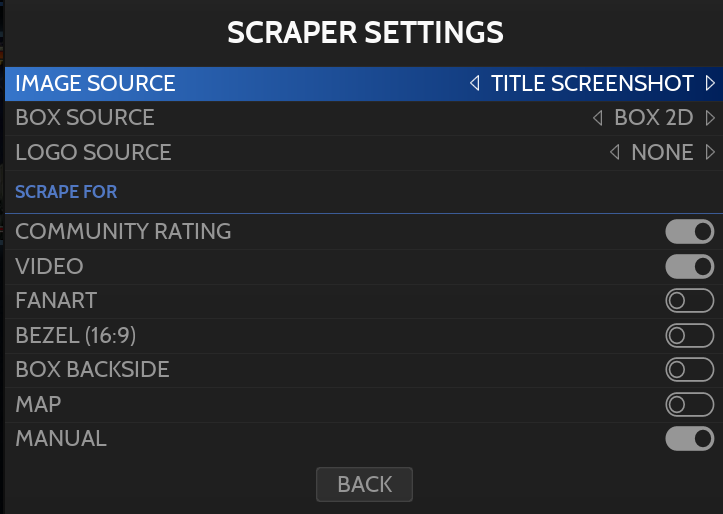 SCRAPER SETTINGS
IMAGE SOURCE TITLE SCREENSHOT
BOX SOURCE BOX 2D
LOGO SOURCE NONE
SCRAPE FOR
COMMUNITY RATING
VIDEO
FANART
BEZEL (16:9)
BOX BACKSIDE
MAP
MANUAL
BACK